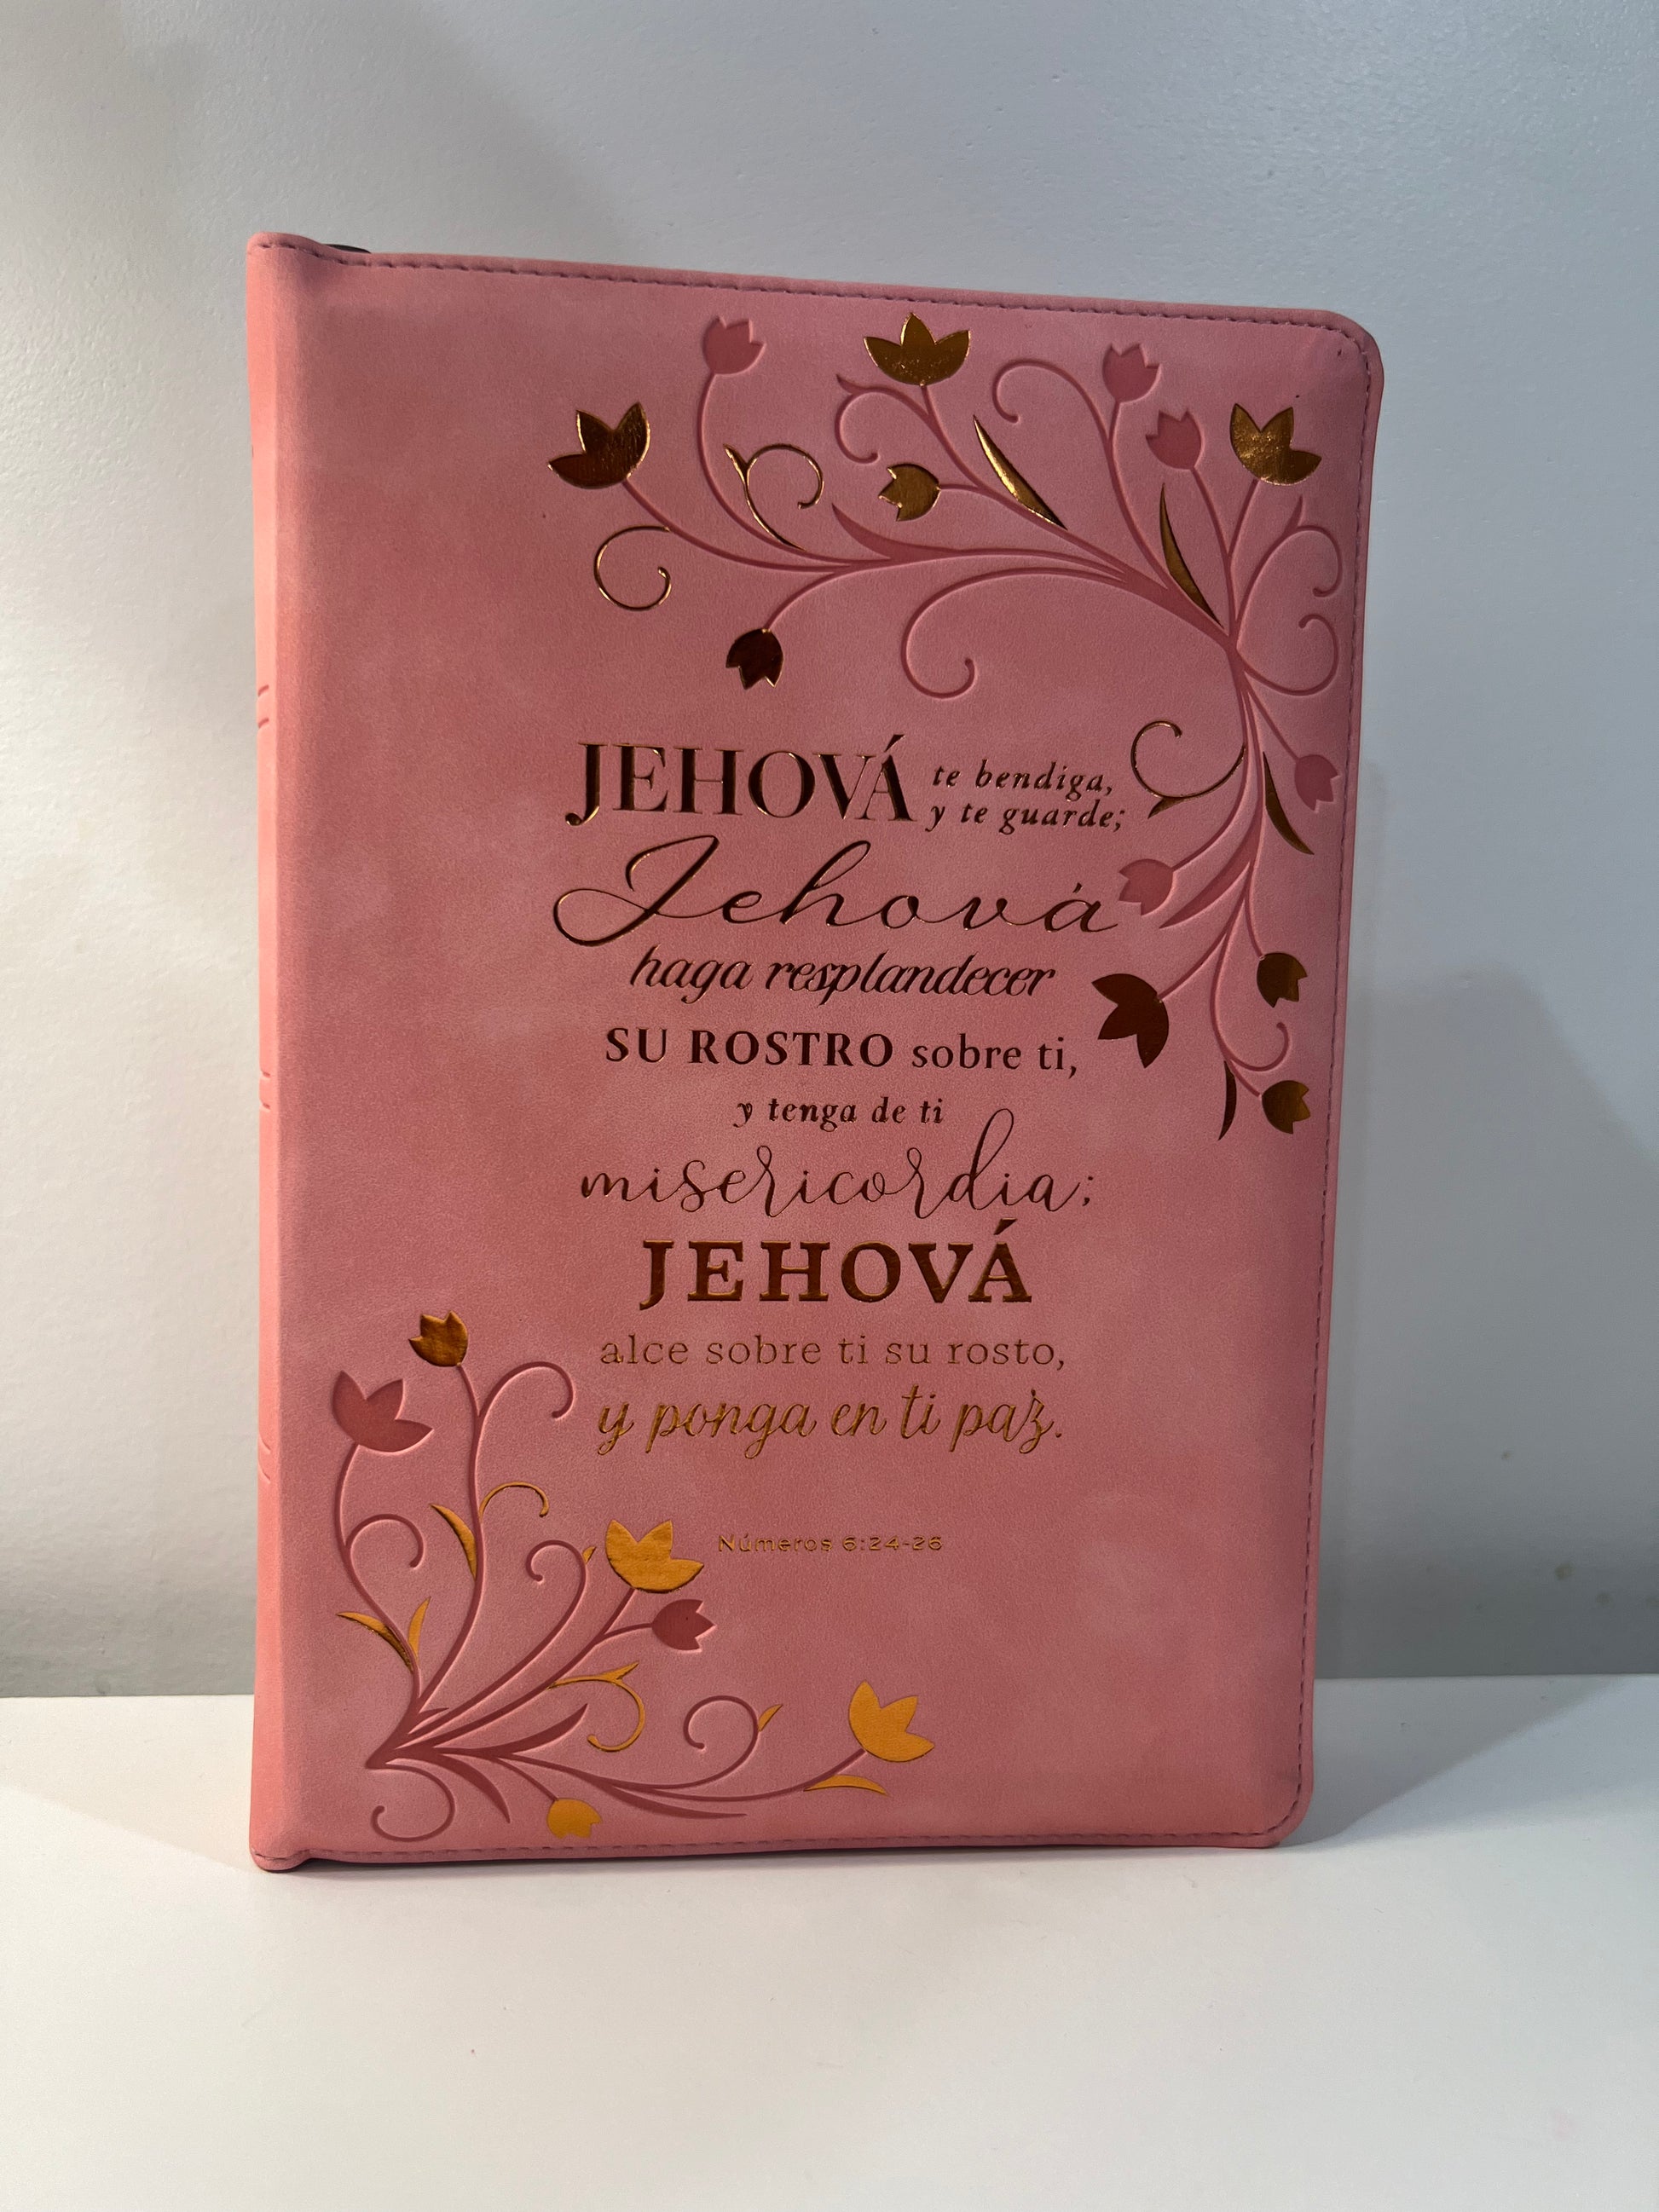 JEHOVÁ te bendiga,
y te guarde;
Jehová
haga resplandecer
SU ROSTRO sobre ti,
y tenga de ti
misericordia;
JEHOVÁ
alce sobre ti su rosto,
y ponga en ti paz.
Números 6:24-26